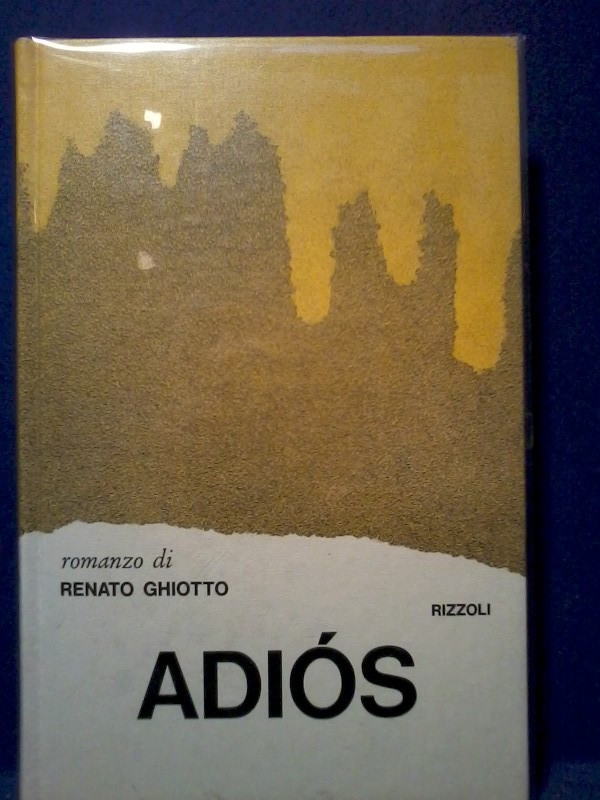 romanzo di
RENATO GHIOTTO
RIZZOLI
ADIÓS